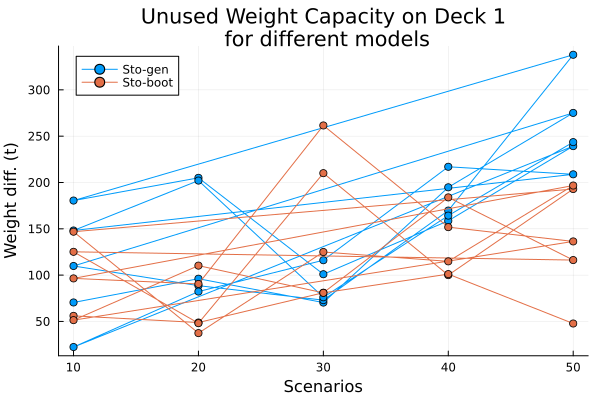 Unused Weight Capacity on Deck 1
for different models
Sto-gen
Sto-boot
Weight diff. (t)
300
250
200
150
100
50
10 20 30 40 50
Scenarios